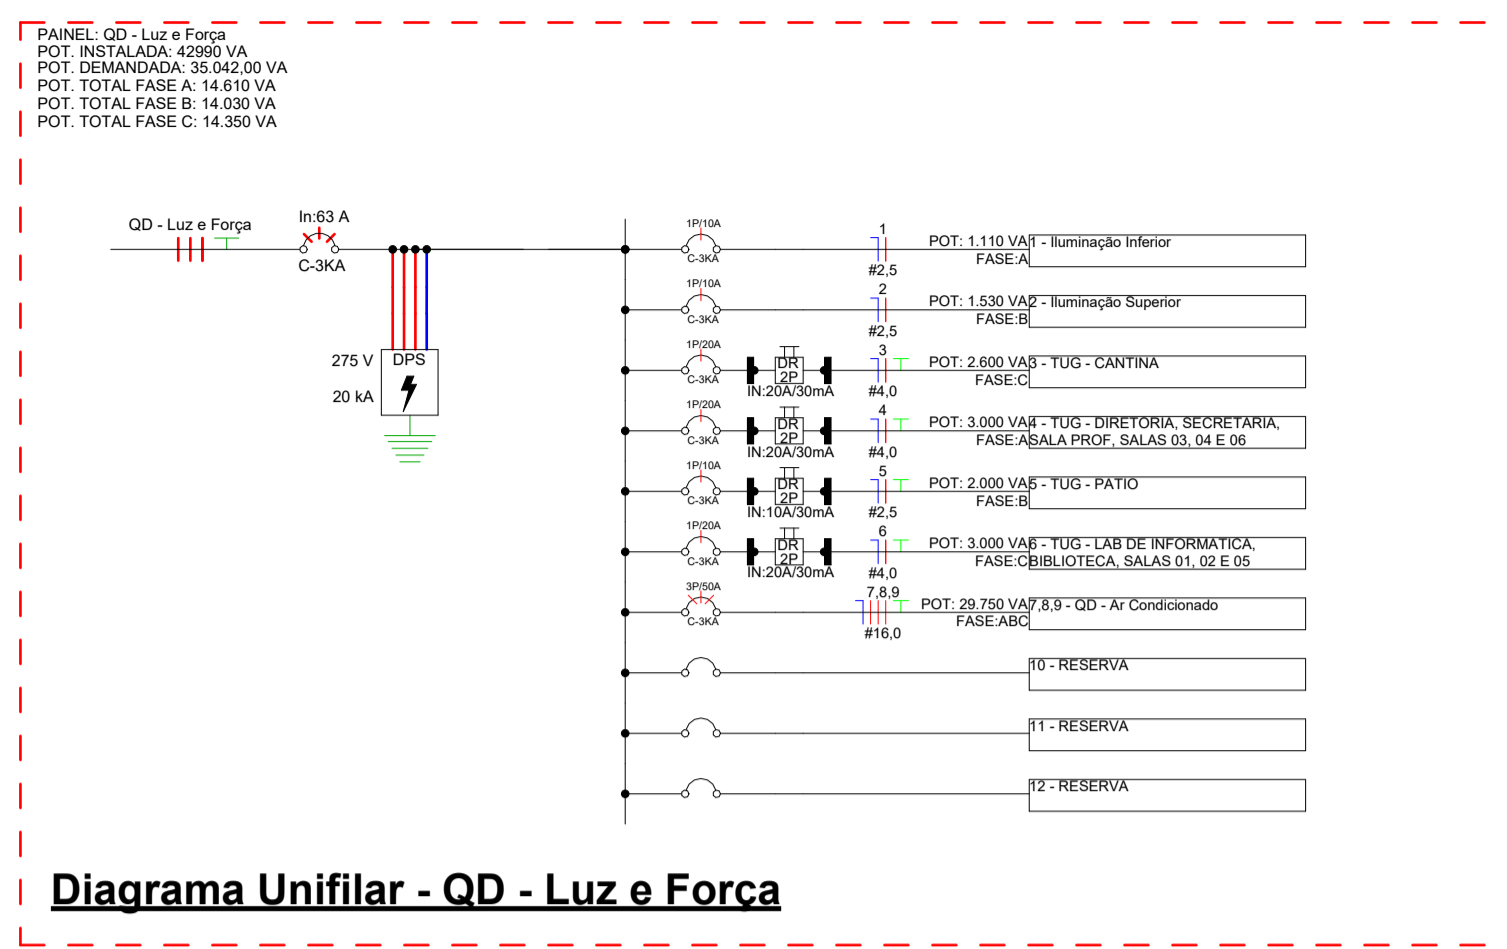 PAINEL: QD - Luz e Força
POT. INSTALADA: 42990 VA
POT. DEMANDADA: 35.042,00 VA
POT. TOTAL FASE A: 14.610 VA
POT. TOTAL FASE B: 14.030 VA
POT. TOTAL FASE C: 14.350 VA
QD - Luz e Força
In:63 A
C-3KA
275 V
DPS
20 kA
1P/10A
C-3KA
1
#2,5
POT: 1.110 VA
FASE:A
1 - Iluminação Inferior
1P/10A
C-3KA
2
#2,5
POT: 1.530 VA
FASE:B
2 - Iluminação Superior
1P/20A
C-3KA
DR
2P
IN:20A/30mA
3
#4,0
POT: 2.600 VA
FASE:C
3 - TUG - CANTINA
1P/20A
C-3KA
DR
2P
IN:20A/30mA
4
#4,0
POT: 3.000 VA
FASE:A
4 - TUG - DIRETORIA, SECRETARIA,
SALA PROF, SALAS 03, 04 E 06
1P/10A
C-3KA
DR
2P
IN:10A/30mA
5
#2,5
POT: 2.000 VA
FASE:B
5 - TUG - PATIO
1P/20A
C-3KA
DR
2P
IN:20A/30mA
6
#4,0
POT: 3.000 VA
FASE:C
6 - TUG - LAB DE INFORMATICA,
BIBLIOTECA, SALAS 01, 02 E 05
3P/50A
C-3KA
7,8,9
#16,0
POT: 29.750 VA
FASE:ABC
7,8,9 - QD - Ar Condicionado
10 - RESERVA
11 - RESERVA
12 - RESERVA
Diagrama Unifilar - QD - Luz e Força